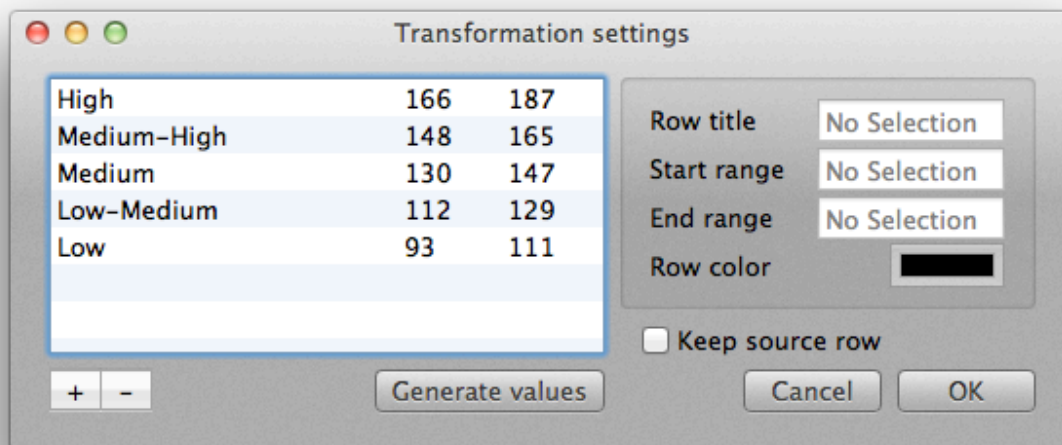 Transformation settings
High 166 187
Medium-High 148 165
Medium 130 147
Low-Medium 112 129
Low 93 111
+ -
Generate values
Row title No Selection
Start range No Selection
End range No Selection
Row color
Keep source row
Cancel OK